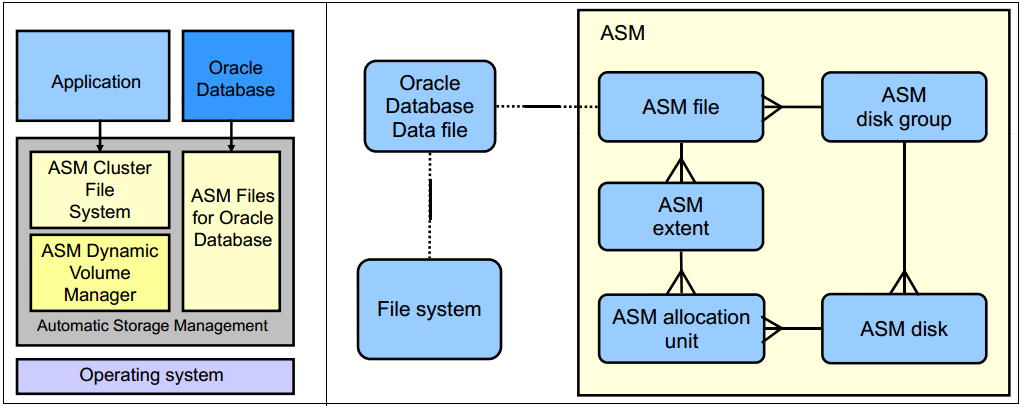 Application
Oracle
Database
ASM Cluster
File
System
ASM Files
for Oracle
Database
ASM Dynamic
Volume
Manager
Automatic Storage Management
Operating system
Oracle
Database
Data file
File system
ASM
ASM file
ASM
disk group
ASM
extent
ASM allocation
unit
ASM disk